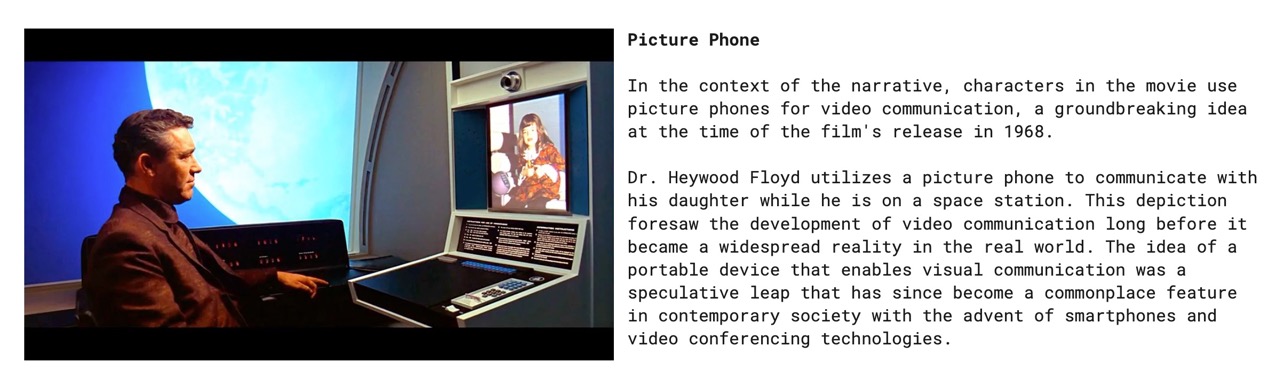 Picture Phone
In the context of the narrative, characters in the movie use
picture phones for video communication, a groundbreaking idea
at the time of the film's release in 1968.
Dr. Heywood Floyd utilizes a picture phone to communicate with
his daughter while he is on a space station. This depiction
foresaw the development of video communication long before it
became a widespread reality in the real world. The idea of a
portable device that enables visual communication was a
speculative leap that has since become a commonplace feature
in contemporary society with the advent of smartphones and
video conferencing technologies.